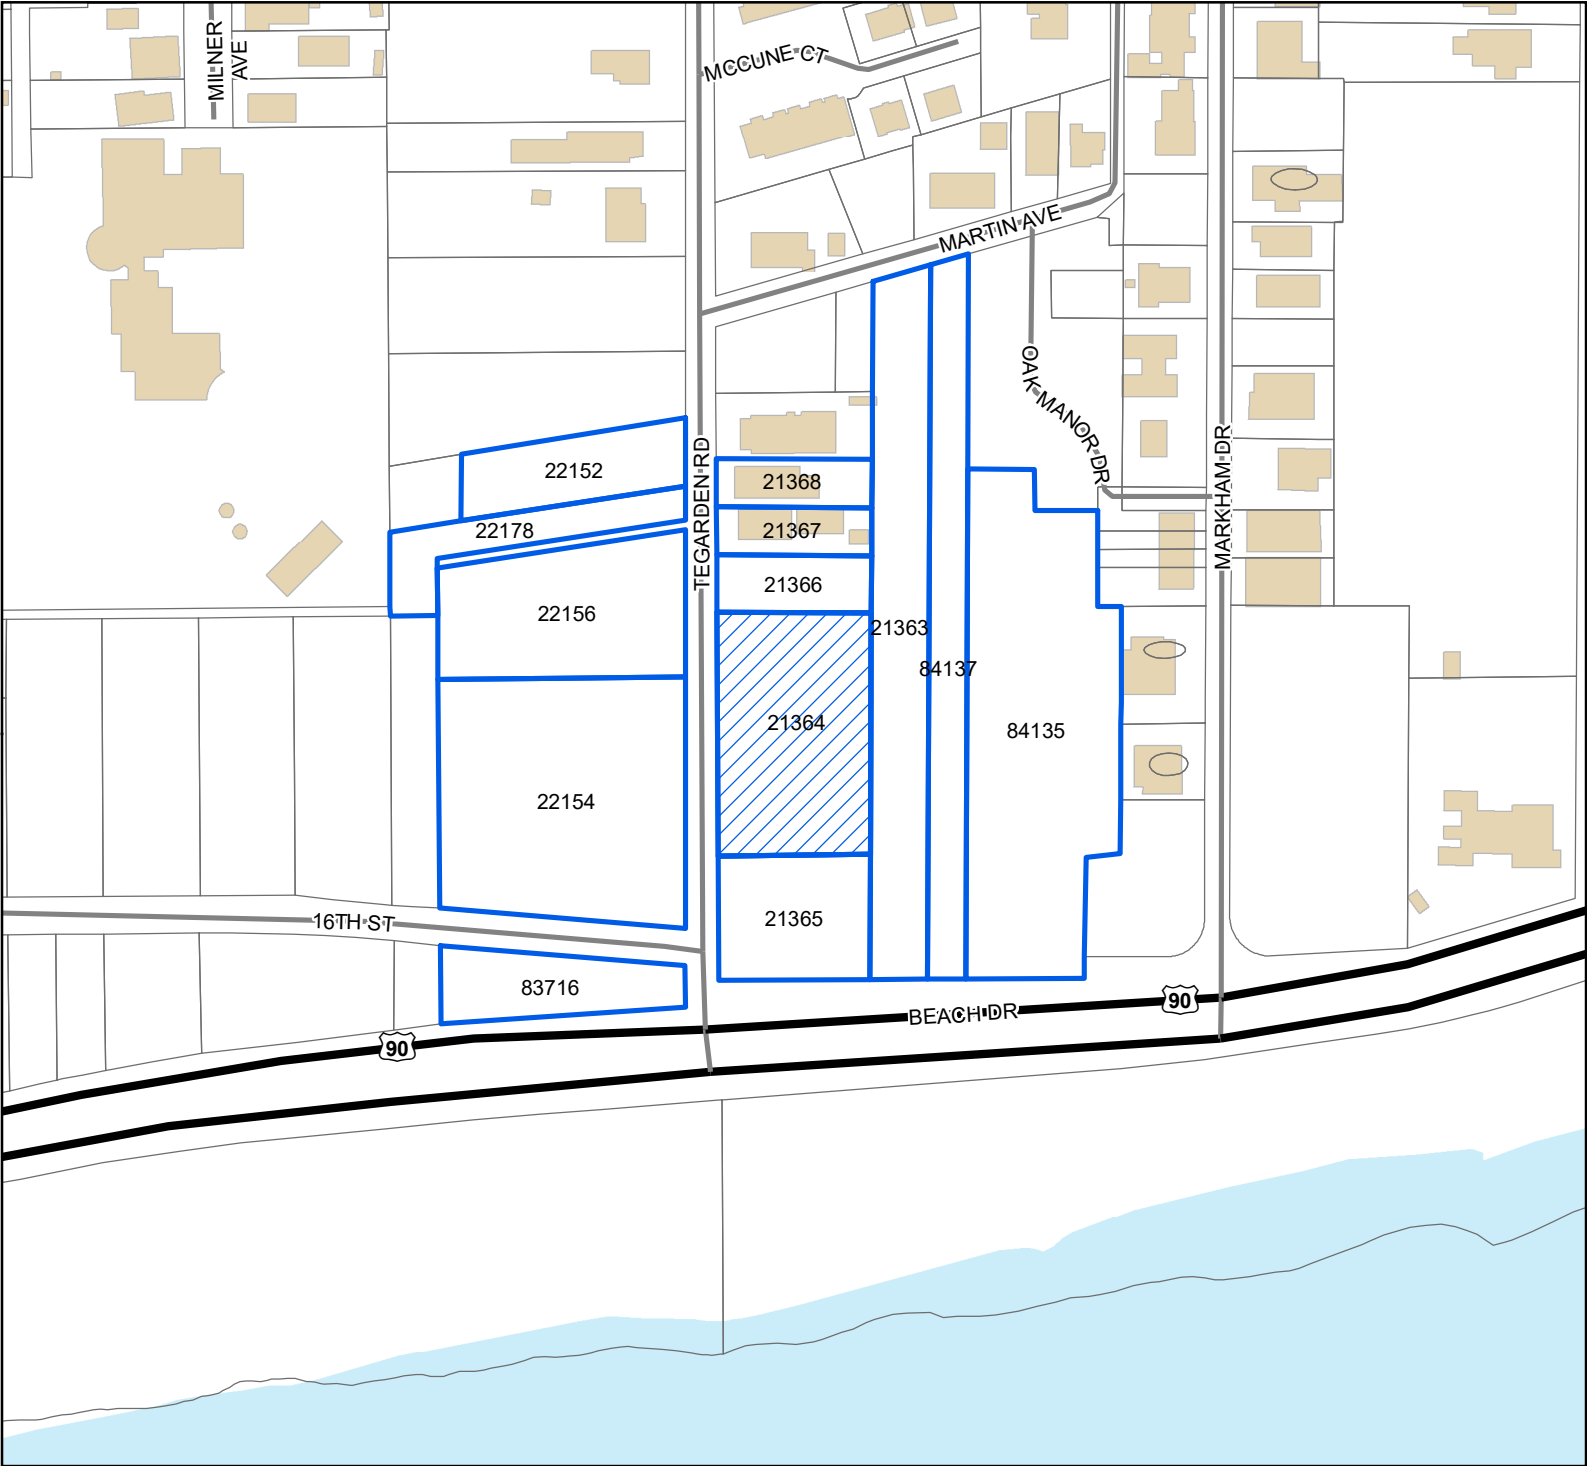 MILNER
AVE
MCCUNE CT
MARTIN AVE
OAK MANOR DR
TEGARDEN RD
MARKHAM DR
22152
21368
22178
21367
21366
22156
21363
84137
21364
84135
22154
21365
16TH ST
83716
90
BEACH DR
90